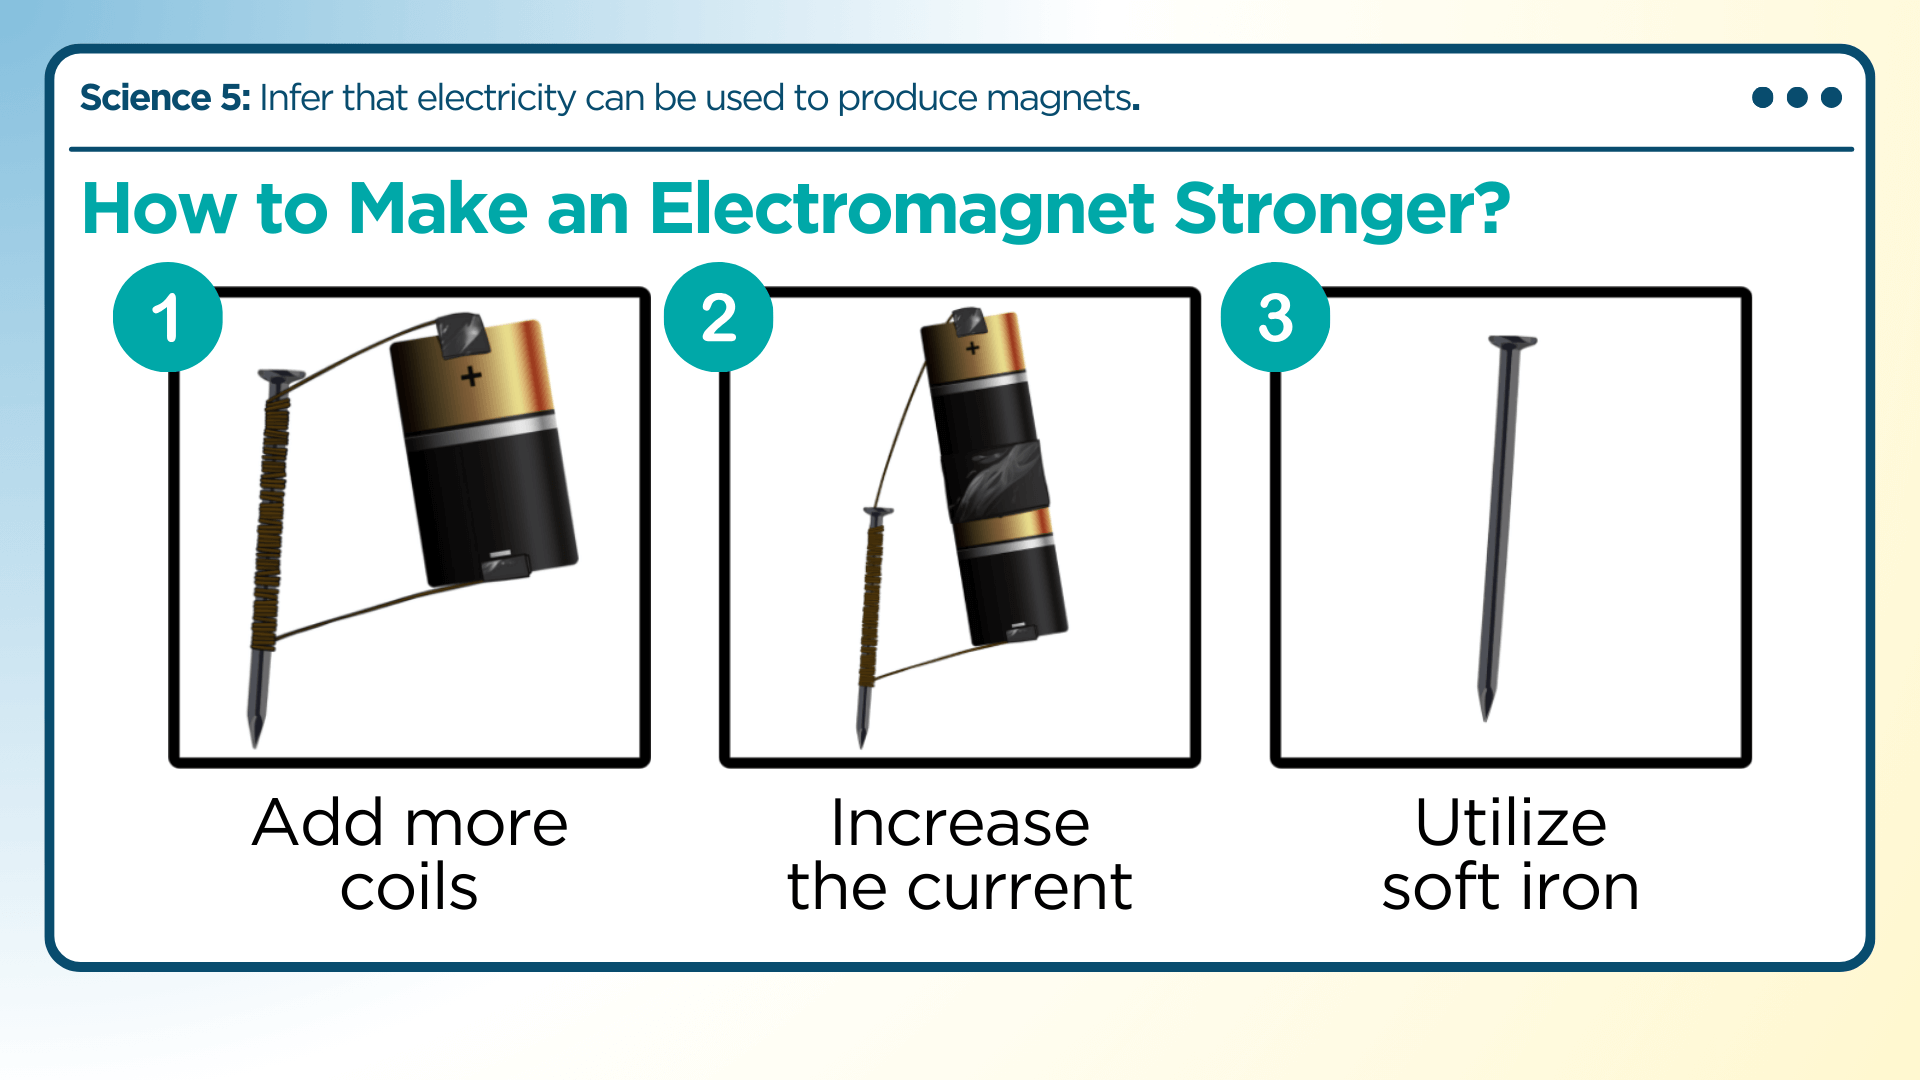 Science 5: Infer that electricity can be used to produce magnets.
How to Make an Electromagnet Stronger?
1
2
3
+
+
Add more
coils
Increase
the current
Utilize
soft iron